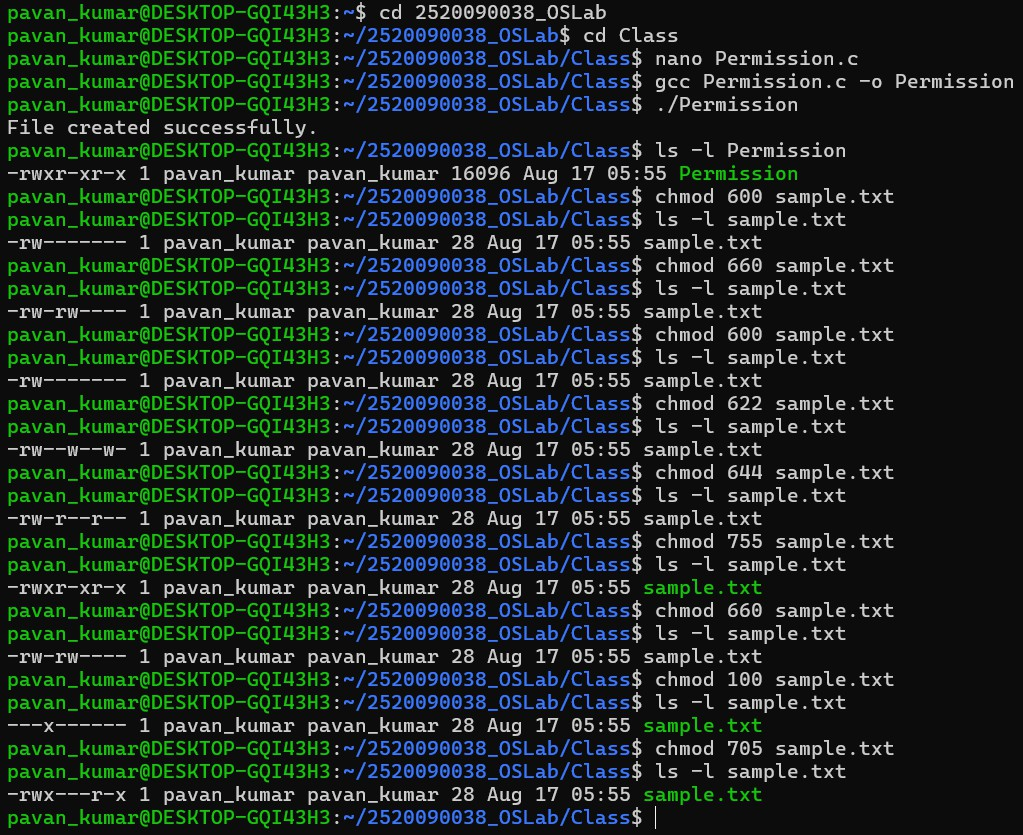 pavan_kumar@DESKTOP-GQI43H3:~$ cd 2520090038_OSLab
pavan_kumar@DESKTOP-GQI43H3:~/2520090038_OSLab$ cd Class
pavan_kumar@DESKTOP-GQI43H3:~/2520090038_OSLab/Class$ nano Permission.c
pavan_kumar@DESKTOP-GQI43H3:~/2520090038_OSLab/Class$ gcc Permission.c -o Permission
pavan_kumar@DESKTOP-GQI43H3:~/2520090038_OSLab/Class$ ./Permission
File created successfully.
pavan_kumar@DESKTOP-GQI43H3:~/2520090038_OSLab/Class$ ls -l Permission
-rwxr-xr-x 1 pavan_kumar pavan_kumar 16096 Aug 17 05:55 Permission
pavan_kumar@DESKTOP-GQI43H3:~/2520090038_OSLab/Class$ chmod 600 sample.txt
pavan_kumar@DESKTOP-GQI43H3:~/2520090038_OSLab/Class$ ls -l sample.txt
-rw------- 1 pavan_kumar pavan_kumar 28 Aug 17 05:55 sample.txt
pavan_kumar@DESKTOP-GQI43H3:~/2520090038_OSLab/Class$ chmod 660 sample.txt
pavan_kumar@DESKTOP-GQI43H3:~/2520090038_OSLab/Class$ ls -l sample.txt
-rw-rw---- 1 pavan_kumar pavan_kumar 28 Aug 17 05:55 sample.txt
pavan_kumar@DESKTOP-GQI43H3:~/2520090038_OSLab/Class$ chmod 600 sample.txt
pavan_kumar@DESKTOP-GQI43H3:~/2520090038_OSLab/Class$ ls -l sample.txt
-rw------- 1 pavan_kumar pavan_kumar 28 Aug 17 05:55 sample.txt
pavan_kumar@DESKTOP-GQI43H3:~/2520090038_OSLab/Class$ chmod 622 sample.txt
pavan_kumar@DESKTOP-GQI43H3:~/2520090038_OSLab/Class$ ls -l sample.txt
-rw--w--w- 1 pavan_kumar pavan_kumar 28 Aug 17 05:55 sample.txt
pavan_kumar@DESKTOP-GQI43H3:~/2520090038_OSLab/Class$ chmod 644 sample.txt
pavan_kumar@DESKTOP-GQI43H3:~/2520090038_OSLab/Class$ ls -l sample.txt
-rw-r--r-- 1 pavan_kumar pavan_kumar 28 Aug 17 05:55 sample.txt
pavan_kumar@DESKTOP-GQI43H3:~/2520090038_OSLab/Class$ chmod 755 sample.txt
pavan_kumar@DESKTOP-GQI43H3:~/2520090038_OSLab/Class$ ls -l sample.txt
-rwxr-xr-x 1 pavan_kumar pavan_kumar 28 Aug 17 05:55 sample.txt
pavan_kumar@DESKTOP-GQI43H3:~/2520090038_OSLab/Class$ chmod 660 sample.txt
pavan_kumar@DESKTOP-GQI43H3:~/2520090038_OSLab/Class$ ls -l sample.txt
-rw-rw---- 1 pavan_kumar pavan_kumar 28 Aug 17 05:55 sample.txt
pavan_kumar@DESKTOP-GQI43H3:~/2520090038_OSLab/Class$ chmod 100 sample.txt
pavan_kumar@DESKTOP-GQI43H3:~/2520090038_OSLab/Class$ ls -l sample.txt
---x------ 1 pavan_kumar pavan_kumar 28 Aug 17 05:55 sample.txt
pavan_kumar@DESKTOP-GQI43H3:~/2520090038_OSLab/Class$ chmod 705 sample.txt
pavan_kumar@DESKTOP-GQI43H3:~/2520090038_OSLab/Class$ ls -l sample.txt
-rwx---r-x 1 pavan_kumar pavan_kumar 28 Aug 17 05:55 sample.txt
pavan_kumar@DESKTOP-GQI43H3:~/2520090038_OSLab/Class$